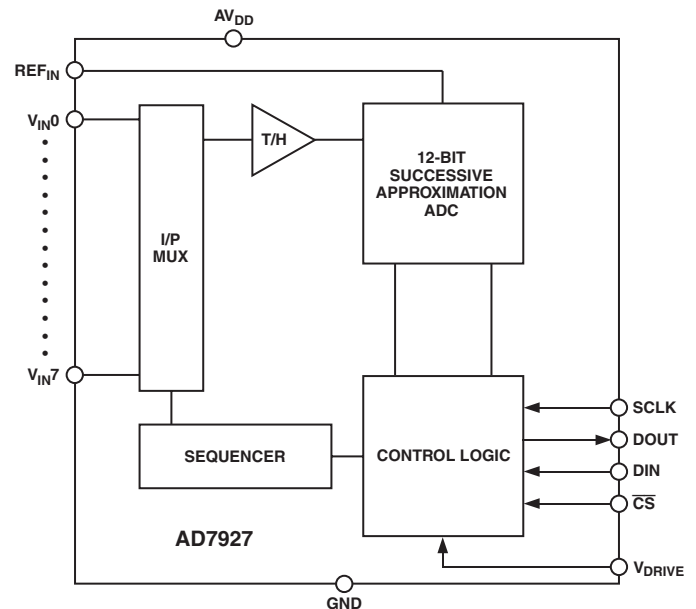 AVDD
REFIN
VIN0
T/H
12-BIT
SUCCESSIVE
APPROXIMATION
ADC
I/P
MUX
VIN7
SCLK
DOUT
SEQUENCER
CONTROL LOGIC
DIN
CS
AD7927
VDRIVE
GND